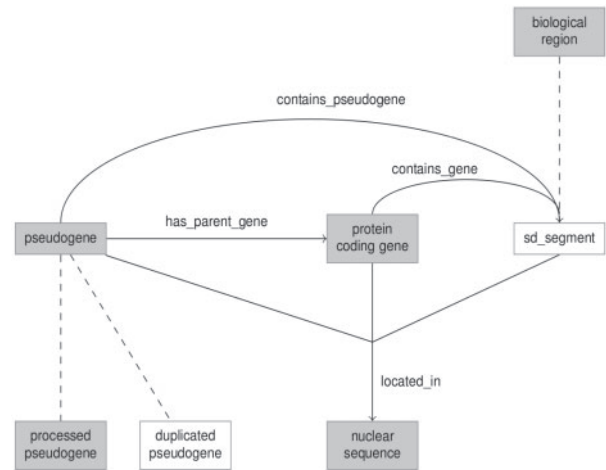 biological
region
contains_pseudogene
contains_gene
pseudogene
has_parent_gene
protein
coding gene
sd_segment
located_in
processed
pseudogene
duplicated
pseudogene
nuclear
sequence